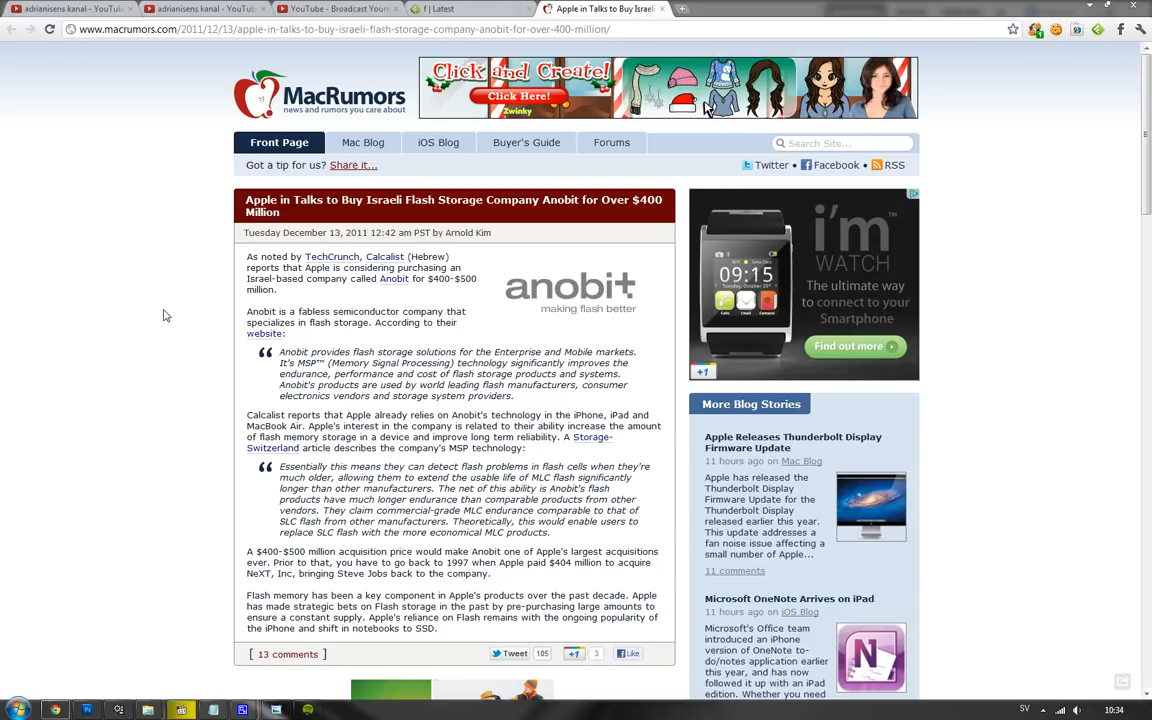 adrianisens kanal - YouTube
adrianisens kanal - YouTube
YouTube - Broadcast Yourse
f | Latest
Apple in Talks to Buy Israeli
www.macrumors.com/2011/12/13/apple-in-talks-to-buy-israeli-flash-storage-company-anobit-for-over-400-million/
MacRumors
news and rumors you care about
Click and Create!
Click Here!
Zwinky
Front Page
Mac Blog
iOS Blog
Buyer's Guide
Forums
Search Site...
Got a tip for us? Share it...
Twitter • Facebook • RSS
Apple in Talks to Buy Israeli Flash Storage Company Anobit for Over $400
Million
Tuesday December 13, 2011 12:42 am PST by Arnold Kim
As noted by TechCrunch, Calcalist (Hebrew)
reports that Apple is considering purchasing an
Israel-based company called Anobit for $400-$500
million.
anobit
making flash better
Anobit is a fabless semiconductor company that
specializes in flash storage. According to their
website:
Anobit provides flash storage solutions for the Enterprise and Mobile markets.
It's MSP™ (Memory Signal Processing) technology significantly improves the
endurance, performance and cost of flash storage products and systems.
Anobit's products are used by world leading flash manufacturers, consumer
electronics vendors and storage system providers.
Calcalist reports that Apple already relies on Anobit's technology in the iPhone, iPad and
MacBook Air. Apple's interest in the company is related to their ability increase the amount
of flash memory storage in a device and improve long term reliability. A Storage-
Switzerland article describes the company's MSP technology:
Essentially this means they can detect flash problems in flash cells when they're
much older, allowing them to extend the usable life of MLC flash significantly
longer than other manufacturers. The net of this ability is Anobit's flash
products have much longer endurance than comparable products from other
vendors. They claim commercial-grade MLC endurance comparable to that of
SLC flash from other manufacturers. Theoretically, this would enable users to
replace SLC flash with the more economical MLC products.
A $400-$500 million acquisition price would make Anobit one of Apple's largest acquisitions
ever. Prior to that, you have to go back to 1997 when Apple paid $404 million to acquire
NeXT, Inc, bringing Steve Jobs back to the company.
Flash memory has been a key component in Apple's products over the past decade. Apple
has made strategic bets on Flash storage in the past by pre-purchasing large amounts to
ensure a constant supply. Apple's reliance on Flash remains with the ongoing popularity of
the iPhone and shift in notebooks to SSD.
[ 13 comments ]
Tweet
105
+1
3
Like
i'm
WATCH
The ultimate way
to connect to your
Smartphone
Find out more
09:15
+1
More Blog Stories
Apple Releases Thunderbolt Display
Firmware Update
11 hours ago on Mac Blog
Apple has released the
Thunderbolt Display
Firmware Update for the
Thunderbolt Display
released earlier this year.
This update addresses a
fan noise issue affecting a
small number of Apple...
11 comments
Microsoft OneNote Arrives on iPad
11 hours ago on iOS Blog
Microsoft's Office team
introduced an iPhone
version of OneNote to-
do/notes application earlier
this year, and has now
followed it up with an iPad
edition. Whether you need
N
SV
10:34